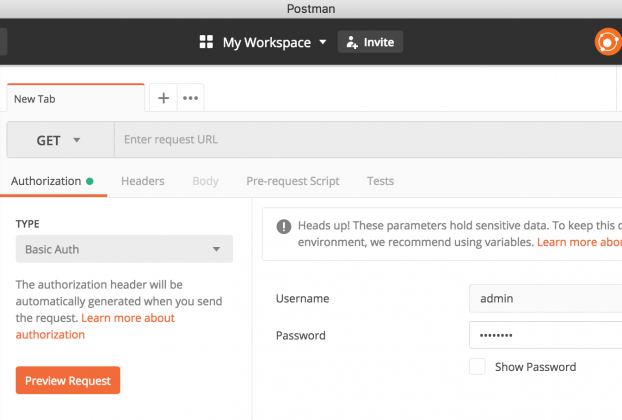 Postman
My Workspace
Invite
New Tab
GET
Enter request URL
Authorization
Headers
Body
Pre-request Script
Tests
TYPE
Basic Auth
The authorization header will be
automatically generated when you send
the request. Learn more about
authorization
Preview Request
Heads up! These parameters hold sensitive data. To keep this
environment, we recommend using variables. Learn more
Username
admin
Password
••••••••
Show Password